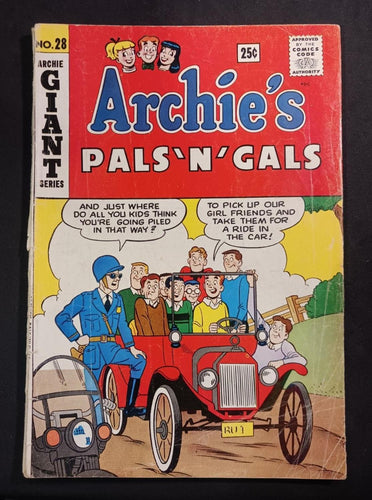 NO.28
ARCHIE
GIANT
SERIES
25¢
APPROVED
BY THE
COMICS
CODE
AUTHORITY
Archie's
PALS 'N' GALS
AND JUST WHERE
DO ALL YOU KIDS THINK
YOU'RE GOING PILED
IN THAT WAY?
TO PICK UP OUR
GIRL FRIENDS AND
TAKE THEM FOR
A RIDE IN
THE CAR!